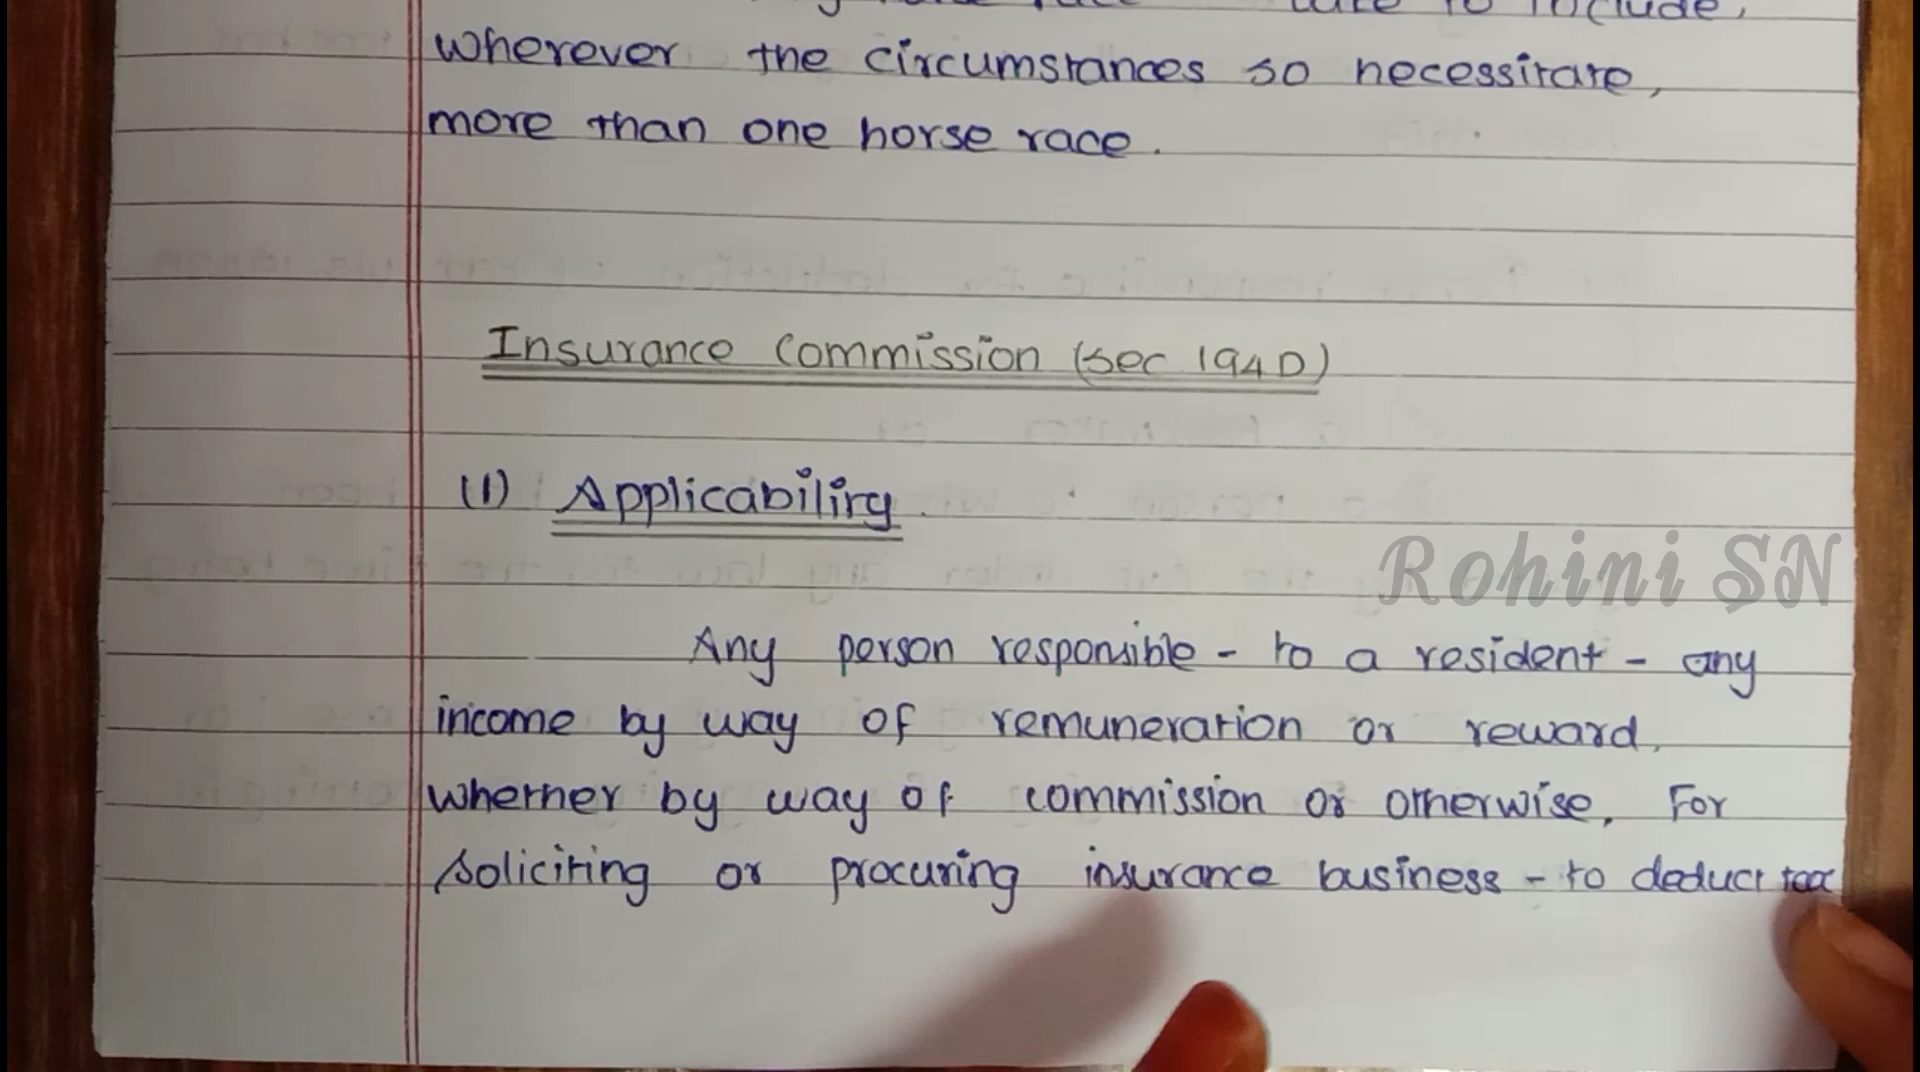 to include,
wherever the circumstances so necessitate,
more than one horse race.
Insurance Commission (Sec 194D)
(1) Applicability
Rohini SN
Any person responsible - to a resident - any
income by way of remuneration or reward,
whether by way of commission or otherwise. For
soliciting or procuring insurance business - to deduct tax